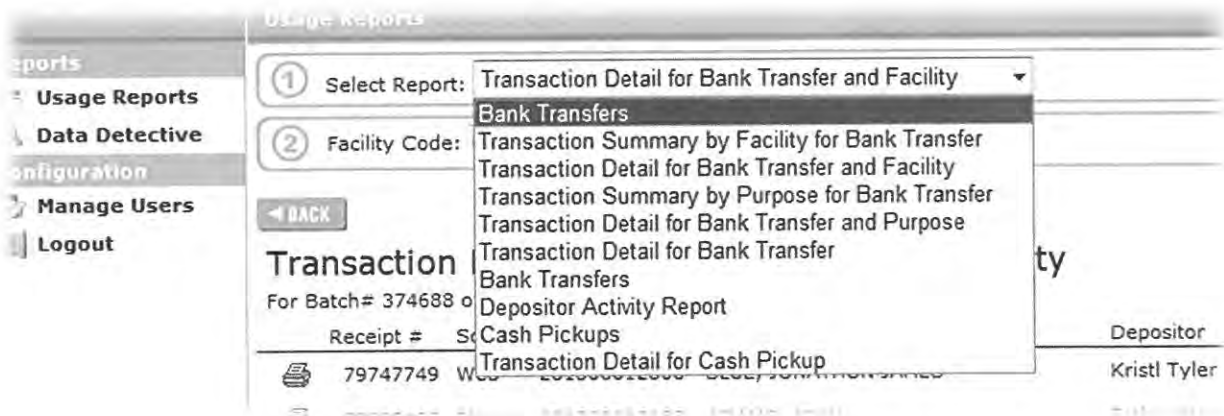 Usage Reports
Reports
Usage Reports
Data Detective
Configuration
Manage Users
Logout
1 Select Report: Transaction Detail for Bank Transfer and Facility
Bank Transfers
Transaction Summary by Facility for Bank Transfer
Transaction Detail for Bank Transfer and Facility
Transaction Summary by Purpose for Bank Transfer
Transaction Detail for Bank Transfer and Purpose
Transaction Detail for Bank Transfer
Bank Transfers
Depositor Activity Report
Cash Pickups
Transaction Detail for Cash Pickup
2 Facility Code:
BACK
Transaction ty
For Batch# 374688 o
Receipt # Depositor
79747749 Kristl Tyler